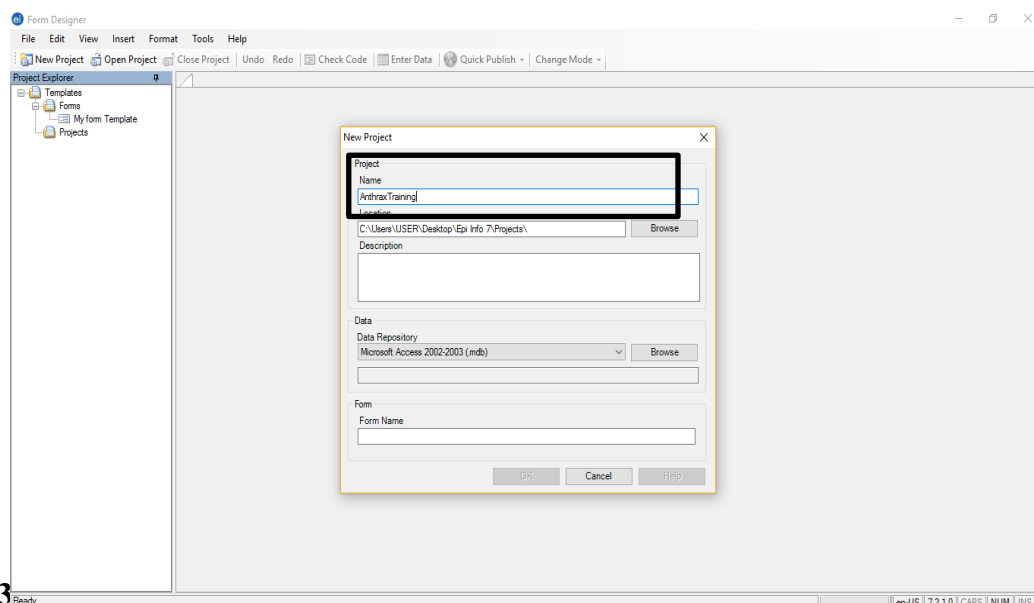 ei Form Designer
File Edit View Insert Format Tools Help
New Project Open Project Close Project Undo Redo Check Code Enter Data Quick Publish Change Mode
Project Explorer
Templates
Forms
My form Template
Projects
New Project
Project
Name
AnthraxTraining
Location
C:\Users\USER\Desktop\Epi Info 7\Projects\ Browse
Description
Data
Data Repository
Microsoft Access 2002-2003 (.mdb) Browse
Form
Form Name
OK Cancel Help
3
Ready en-US 7.2.1.0 CAPS NUM INS